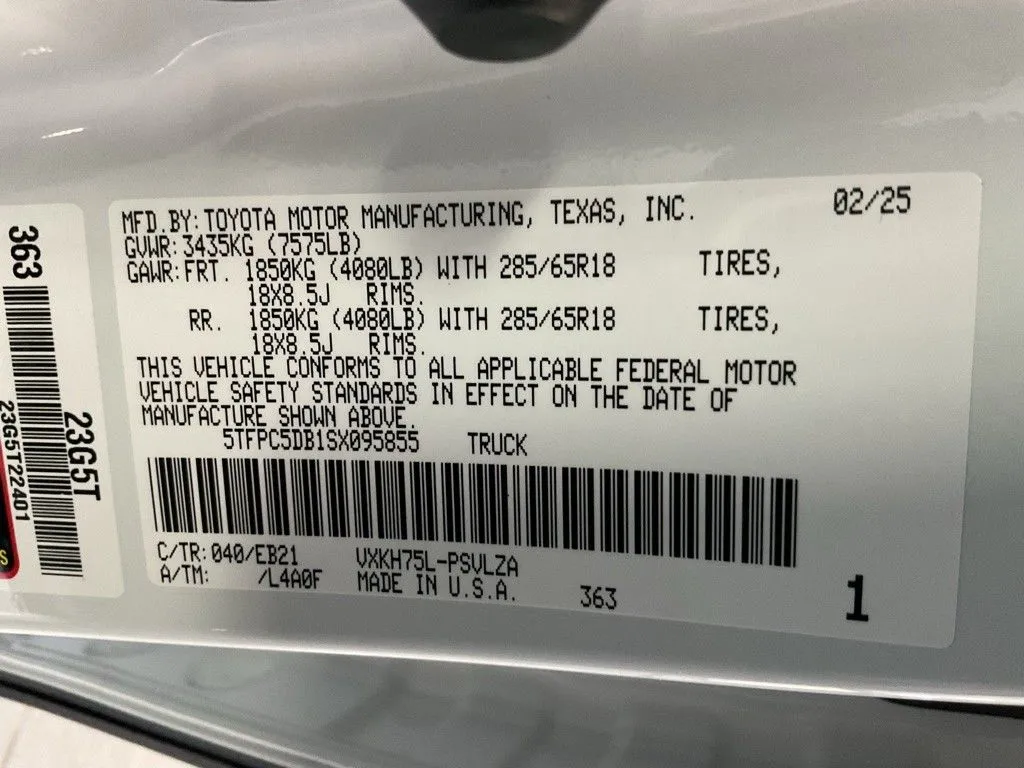 MFD.BY:TOYOTA MOTOR MANUFACTURING, TEXAS, INC. 02/25
GVWR:3435KG (7575LB)
GAWR:FRT. 1850KG (4080LB) WITH 285/65R18 TIRES,
18X8.5J RIMS.
RR. 1850KG (4080LB) WITH 285/65R18 TIRES,
18X8.5J RIMS.
THIS VEHICLE CONFORMS TO ALL APPLICABLE FEDERAL MOTOR
VEHICLE SAFETY STANDARDS IN EFFECT ON THE DATE OF
MANUFACTURE SHOWN ABOVE.
5TFPC5DB1SX095855 TRUCK
C/TR:040/EB21 VXKH75L-PSVLZA
A/TM: /L4A0F MADE IN U.S.A. 363 1
363
23G5T
23G5T22401
S